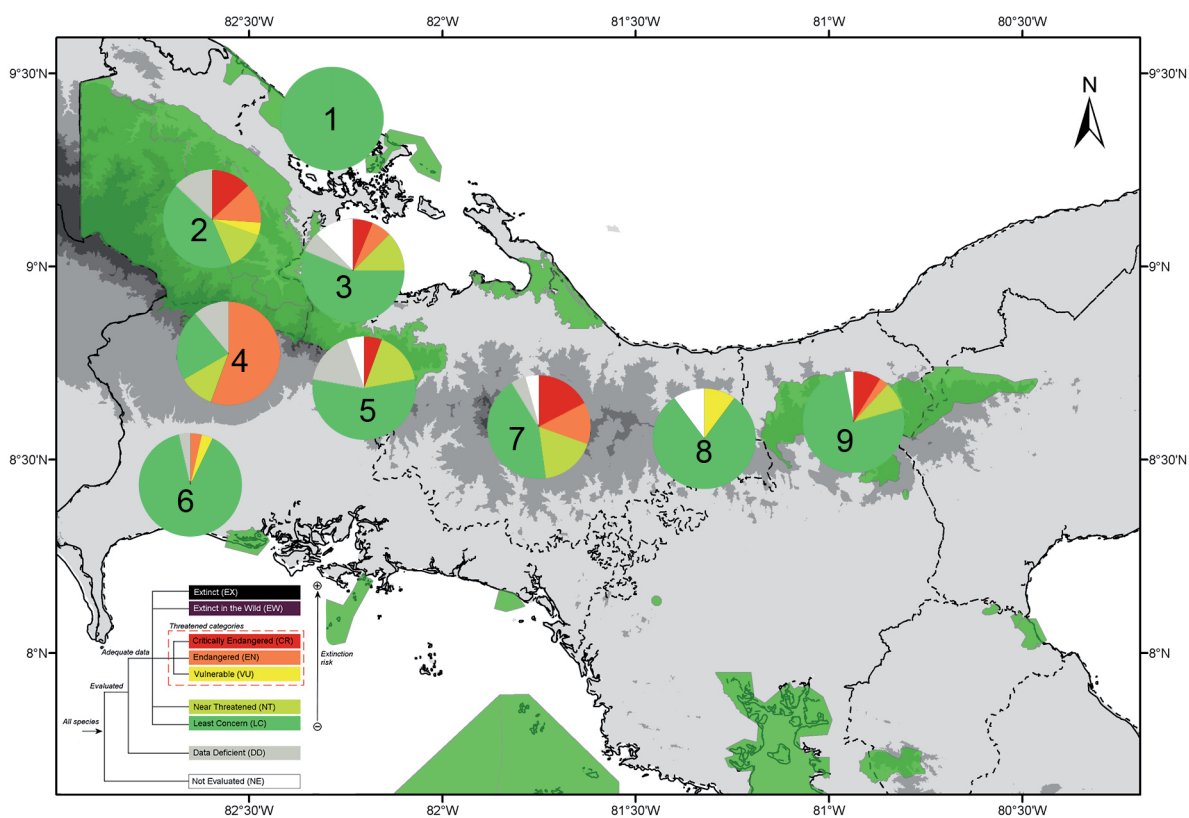 82°30'W 82°W 81°30'W 81°W 80°30'W
9°30'N 9°30'N
N
1
2
3
9°N 9°N
4
5
7
8
9
8°30'N 8°30'N
6
Extinct (EX)
Extinct in the Wild (EW)
Threatened categories
Critically Endangered (CR)
Adequate data
Endangered (EN)
Extinction
risk
Vulnerable (VU)
8°N 8°N
Evaluated
Near Threatened (NT)
All species
Least Concern (LC)
Data Deficient (DD)
Not Evaluated (NE)
+
−
82°30'W 82°W 81°30'W 81°W 80°30'W